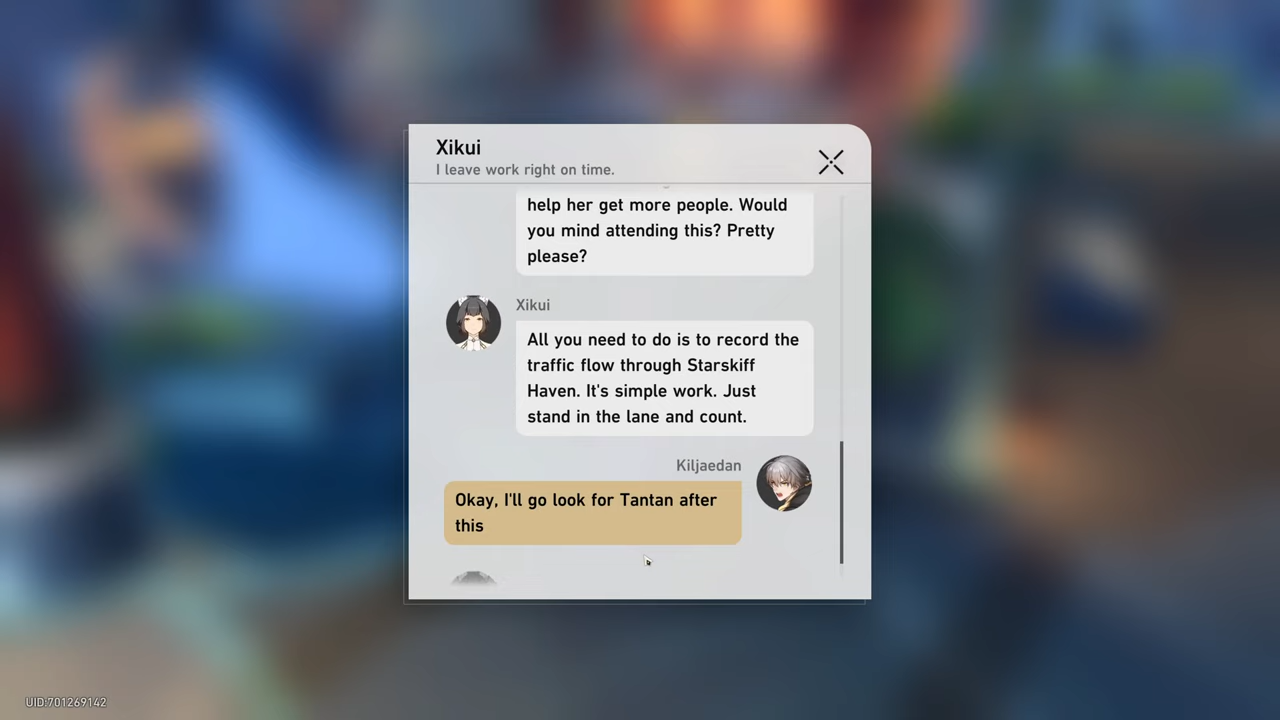 Xikui
I leave work right on time.
help her get more people. Would
you mind attending this? Pretty
please?
Xikui
All you need to do is to record the
traffic flow through Starskiff
Haven. It's simple work. Just
stand in the lane and count.
Kiljaedan
Okay, I'll go look for Tantan after
this
UID:701269142